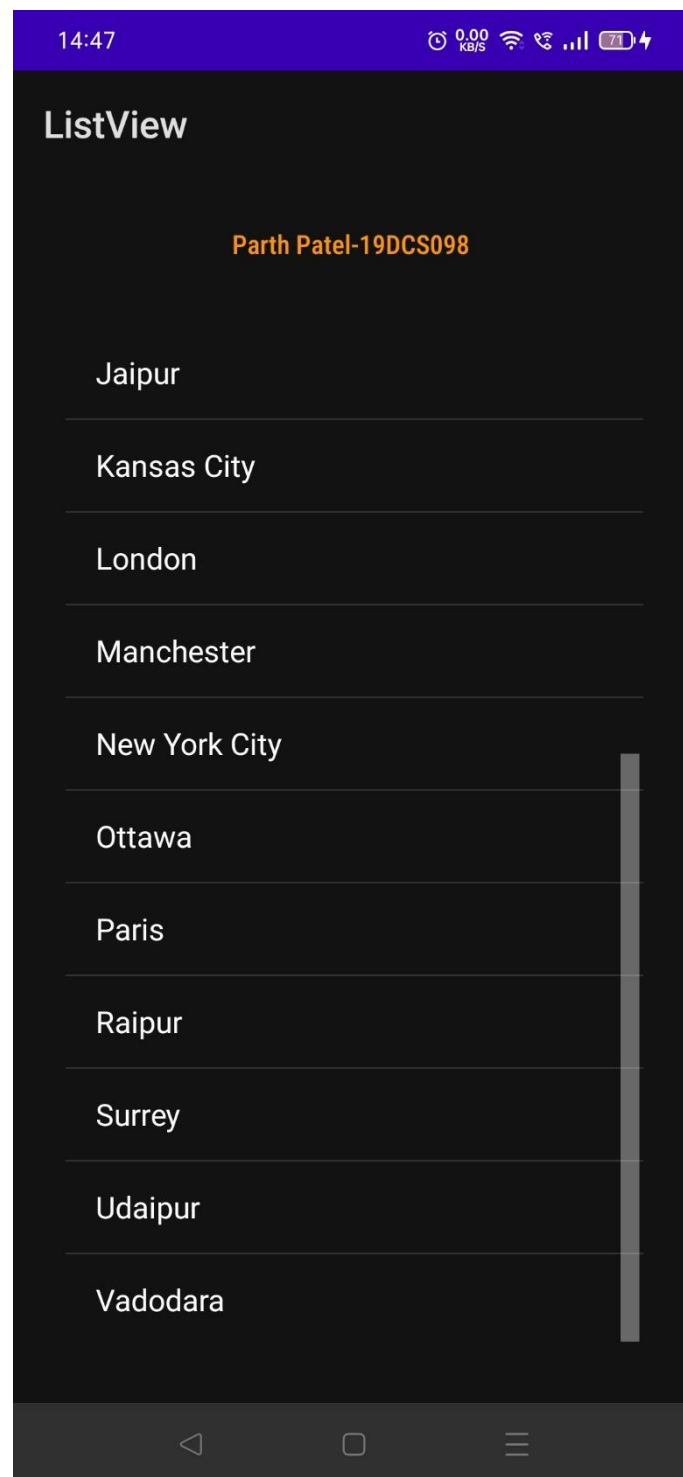 14:47
0.00
KB/S
71
ListView
Parth Patel-19DCS098
Jaipur
Kansas City
London
Manchester
New York City
Ottawa
Paris
Raipur
Surrey
Udaipur
Vadodara